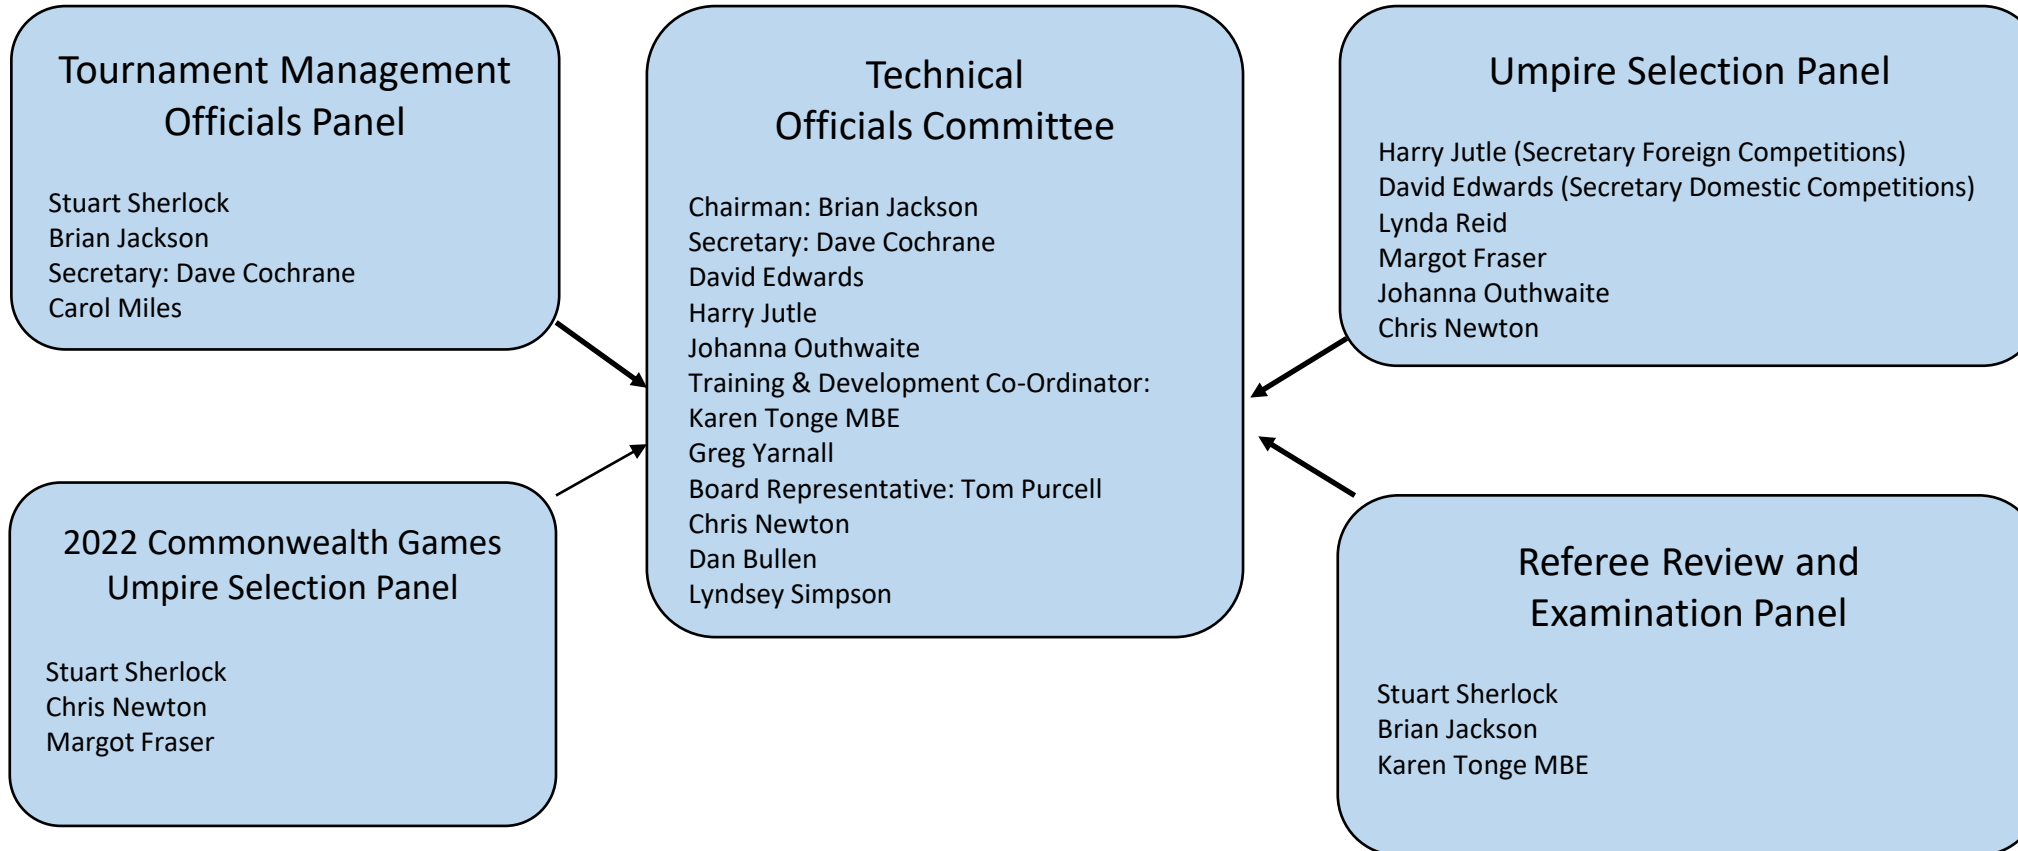 Tournament Management
Officials Panel
Stuart Sherlock
Brian Jackson
Secretary: Dave Cochrane
Carol Miles
Technical
Officials Committee
Chairman: Brian Jackson
Secretary: Dave Cochrane
David Edwards
Harry Jutle
Johanna Outhwaite
Training & Development Co-Ordinator:
Karen Tonge MBE
Greg Yarnall
Board Representative: Tom Purcell
Chris Newton
Dan Bullen
Lyndsey Simpson
Umpire Selection Panel
Harry Jutle (Secretary Foreign Competitions)
David Edwards (Secretary Domestic Competitions)
Lynda Reid
Margot Fraser
Johanna Outhwaite
Chris Newton
2022 Commonwealth Games
Umpire Selection Panel
Stuart Sherlock
Chris Newton
Margot Fraser
Referee Review and
Examination Panel
Stuart Sherlock
Brian Jackson
Karen Tonge MBE